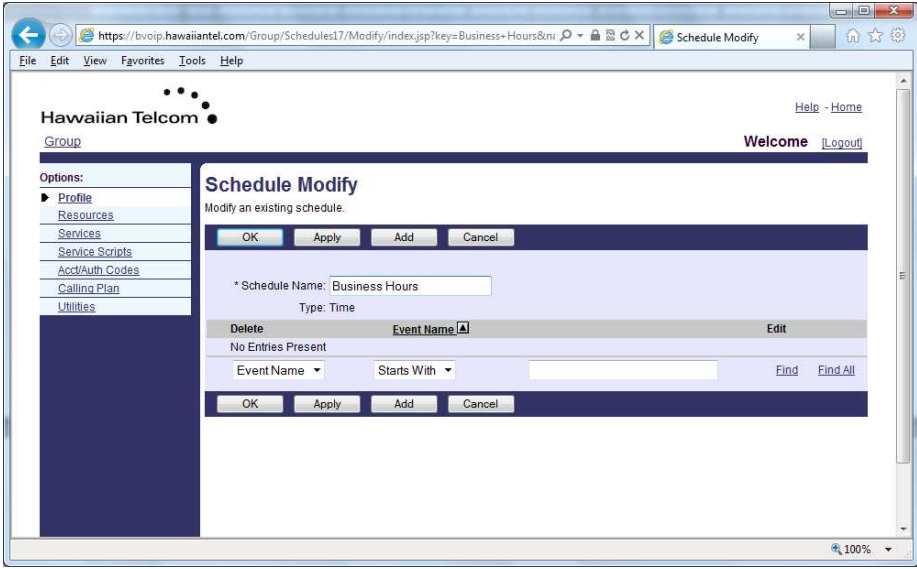 https://bvoip.hawaiiantel.com/Group/Schedules17/Modify/index.jsp?key=Business+Hours&na
Schedule Modify
File Edit View Favorites Tools Help
Hawaiian Telcom
Help - Home
Group
Welcome [Logout]
Options:
Profile
Resources
Services
Service Scripts
Acct/Auth Codes
Calling Plan
Utilities
Schedule Modify
Modify an existing schedule.
OK Apply Add Cancel
* Schedule Name: Business Hours
Type: Time
Delete Event Name Edit
No Entries Present
Event Name Starts With Find Find All
OK Apply Add Cancel
100%